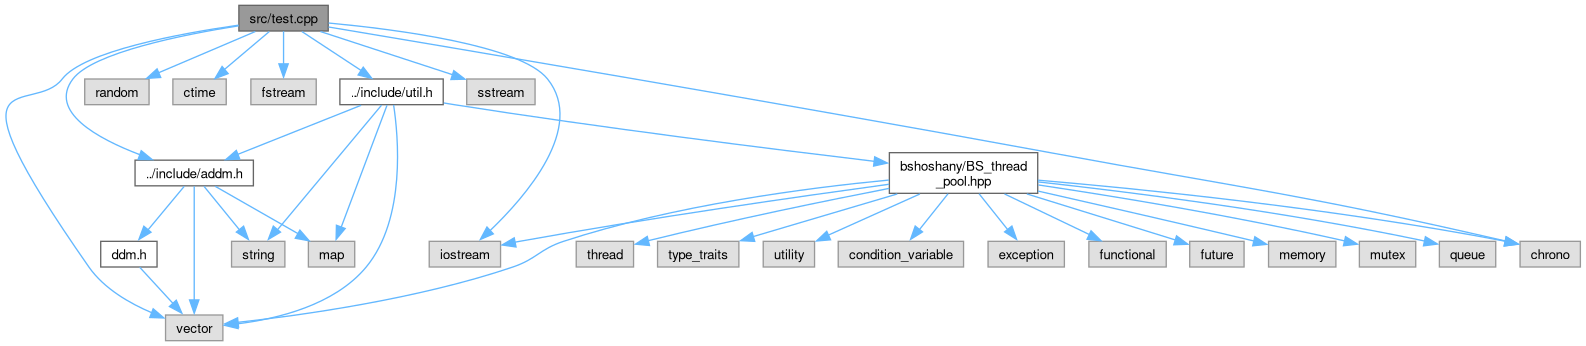 src/test.cpp
random
ctime
fstream
../include/util.h
sstream
../include/addm.h
bshoshany/BS_thread
_pool.hpp
ddm.h
string
map
iostream
thread
type_traits
utility
condition_variable
exception
functional
future
memory
mutex
queue
chrono
vector